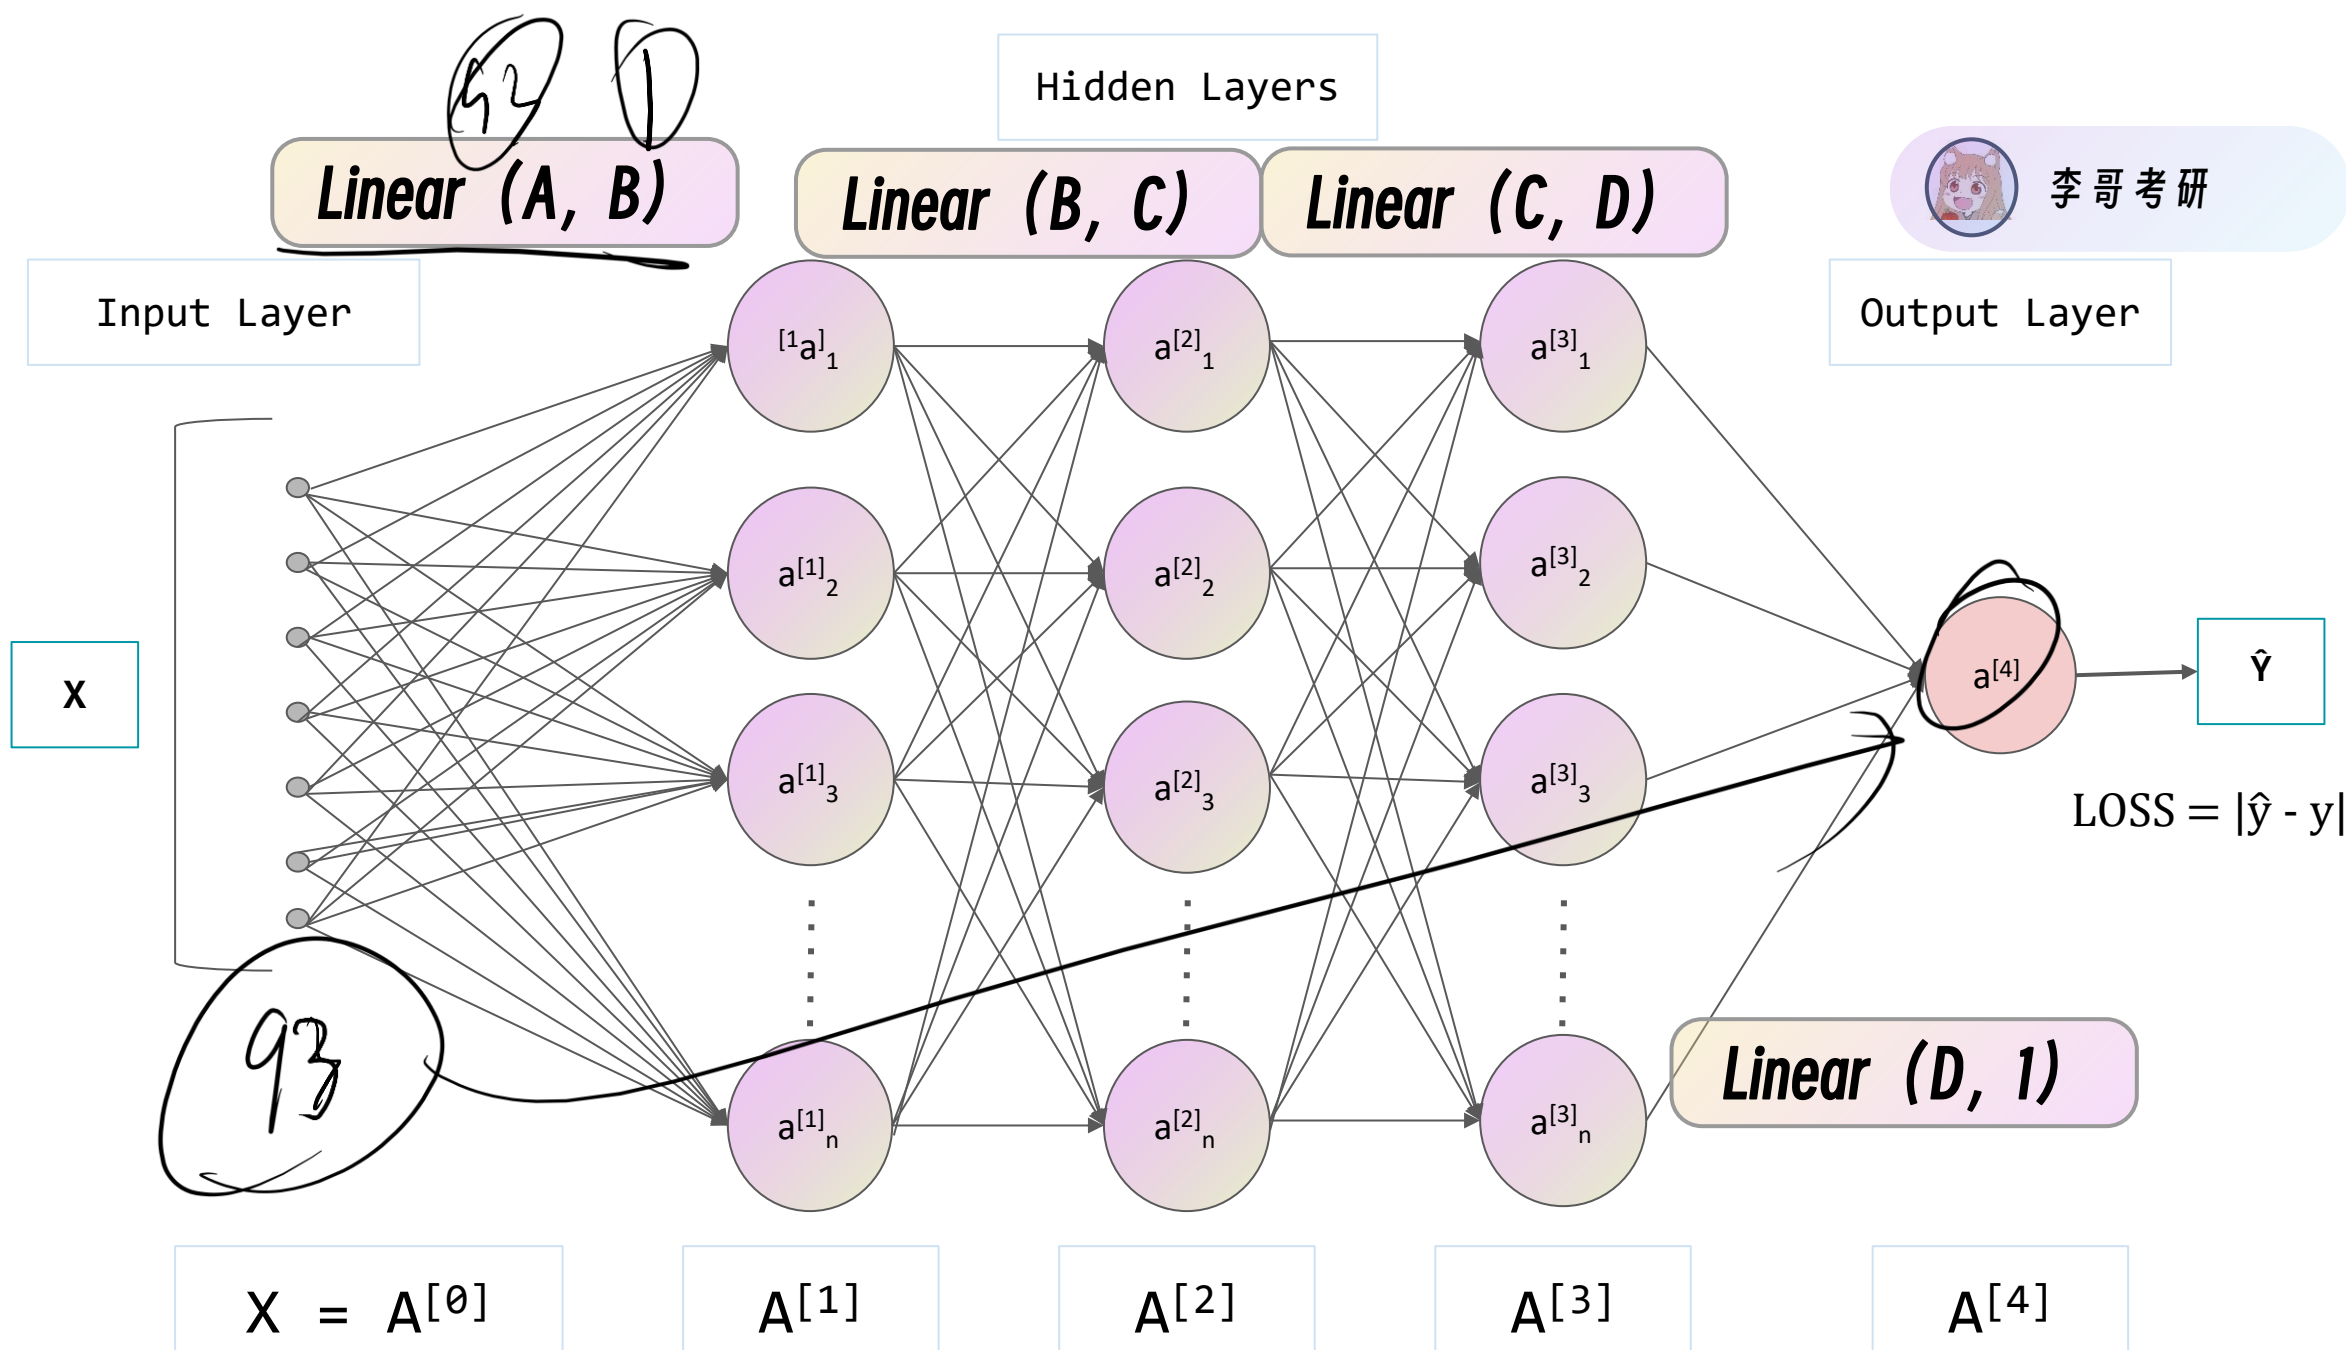 Hidden Layers
Linear (A, B)
Linear (B, C)
Linear (C, D)
李哥考研
Input Layer
Output Layer
[1a]1
a[2]1
a[3]1
a[1]2
a[2]2
a[3]2
X
a[4]
Ŷ
a[1]3
a[2]3
a[3]3
LOSS = |ŷ - y|
93
Linear (D, 1)
a[1]n
a[2]n
a[3]n
X = A[0]
A[1]
A[2]
A[3]
A[4]